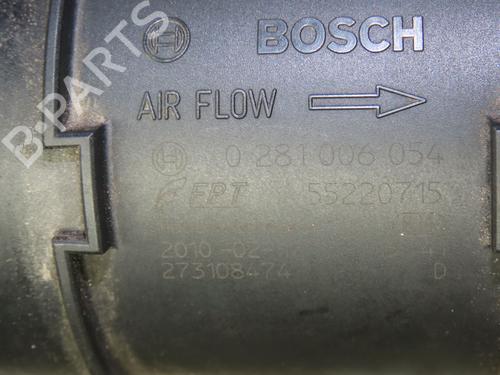 BOSCH
AIR FLOW
0 281 006 054
FPT 55220715
2010-02
273108474 D
B-PARTS